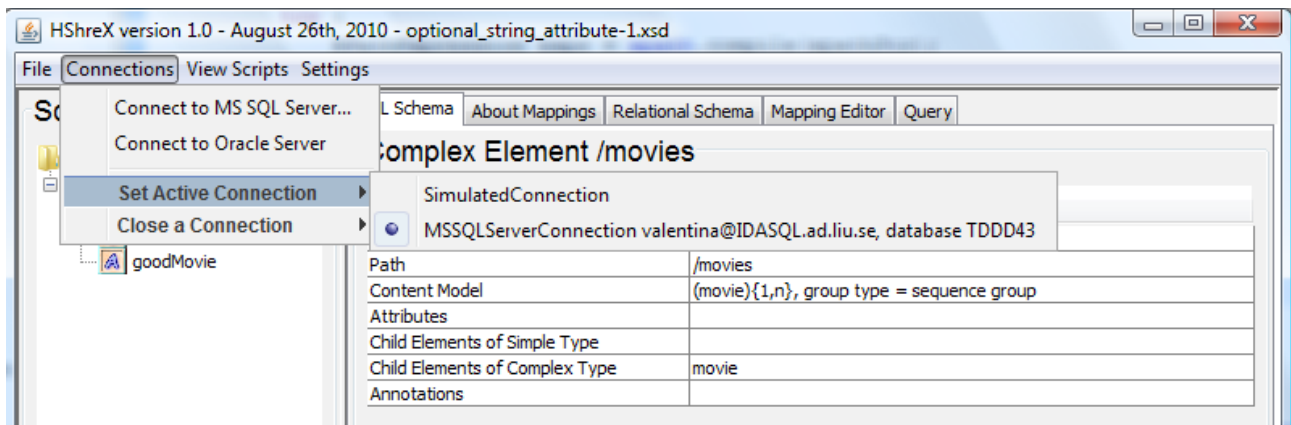 HShreX version 1.0 - August 26th, 2010 - optional_string_attribute-1.xsd
File Connections View Scripts Settings
Connect to MS SQL Server...
Connect to Oracle Server
Set Active Connection
Close a Connection
SimulatedConnection
MSSQLServerConnection valentina@IDASQL.ad.liu.se, database TDDD43
goodMovie
L Schema About Mappings Relational Schema Mapping Editor Query
Complex Element /movies
Path /movies
Content Model (movie){1,n}, group type = sequence group
Attributes
Child Elements of Simple Type
Child Elements of Complex Type movie
Annotations